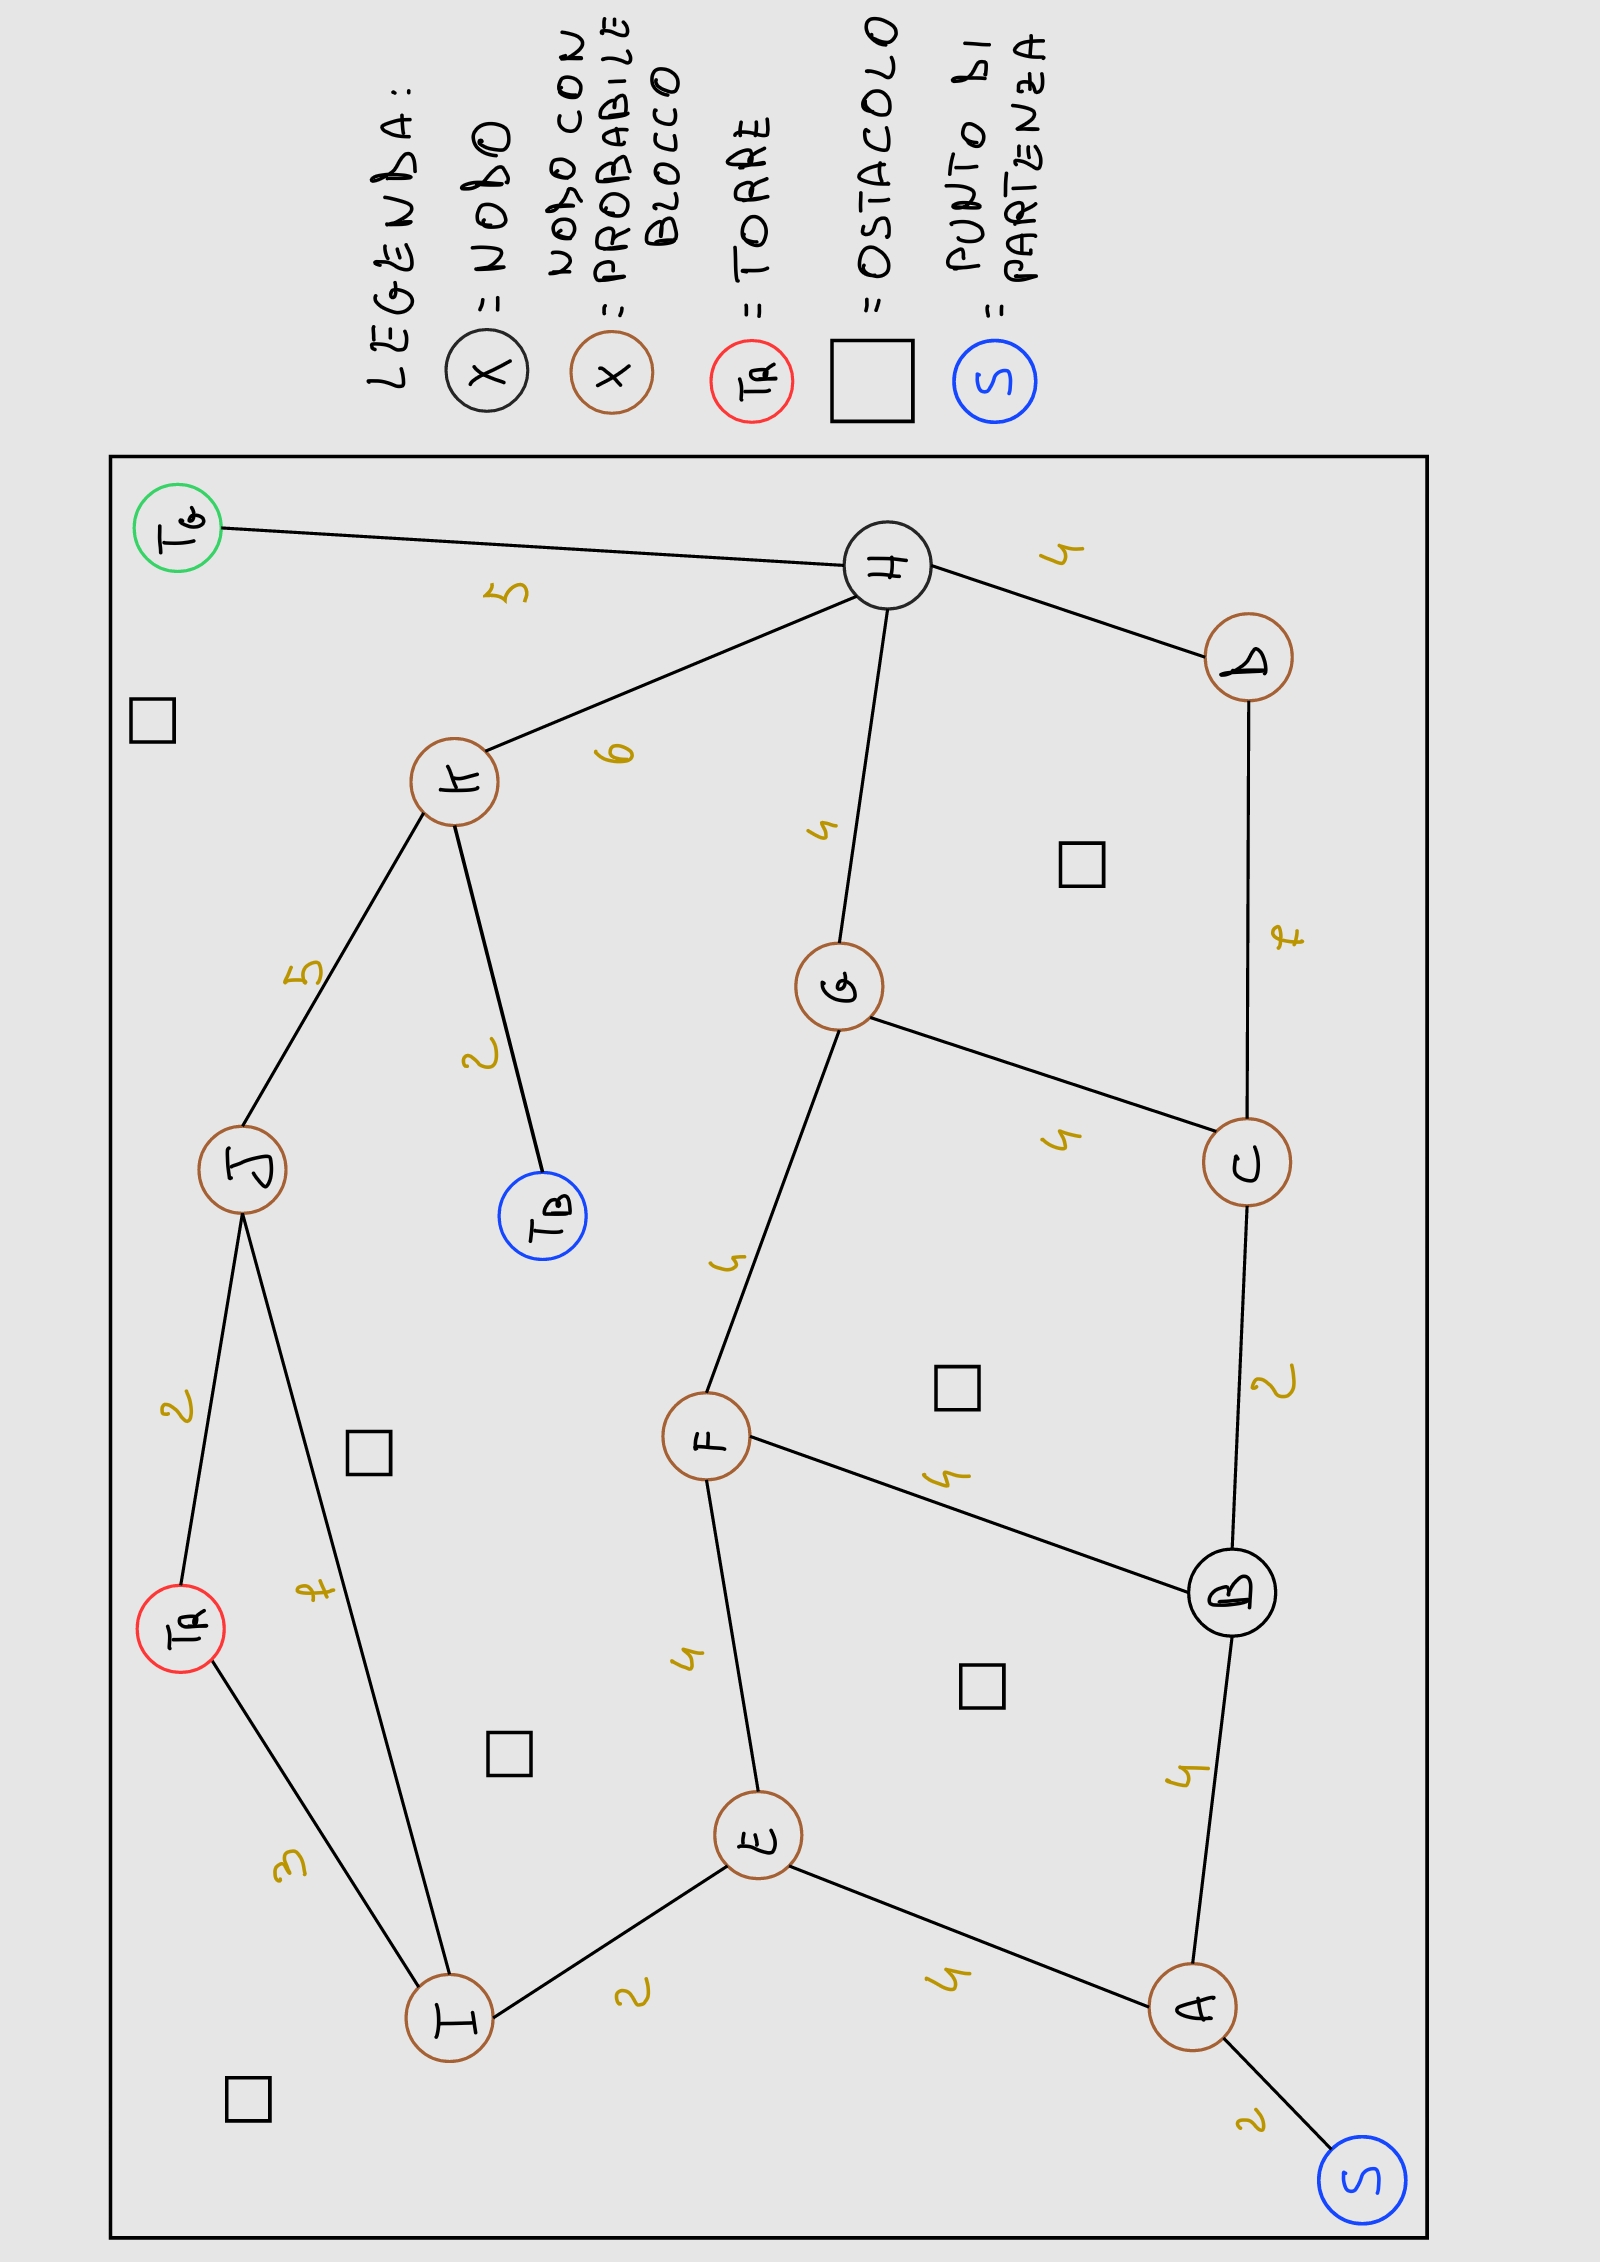 TR
2
J
TG
3
7
5
I
K
2
TB
5
6
2
4
F
4
E
G
4
H
4
4
4
4
A
4
B
2
C
7
D
2
S
LEGENDA:
X = NODO
X = NODO CON
PROBABILE
BLOCCO
TR = TORRE
= OSTACOLO
S = PUNTO DI
PARTENZA